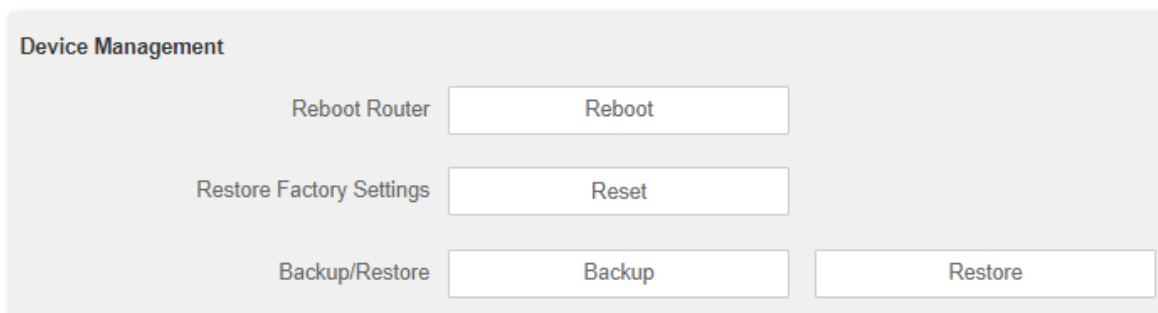 Device Management
Reboot Router Reboot
Restore Factory Settings Reset
Backup/Restore Backup Restore